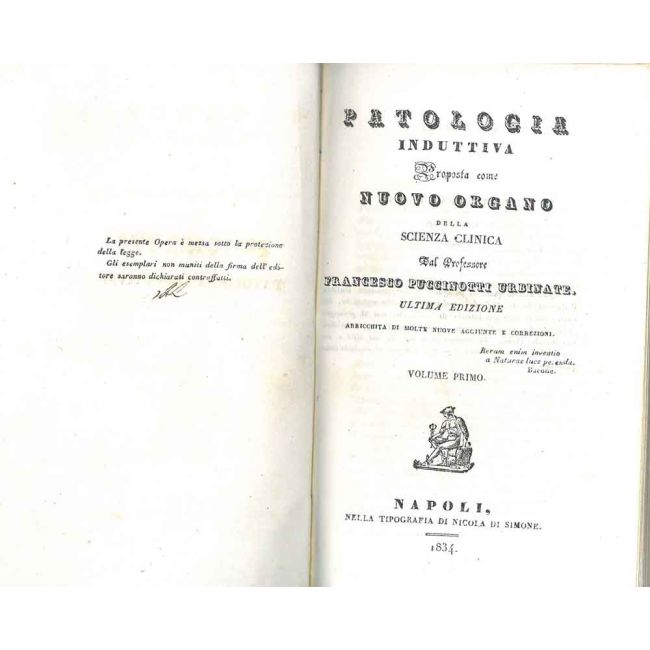 La presente Opera è messa sotto la protezione
della legge.
Gli esemplari non muniti della firma dell' edi-
tore saranno dichiarati contraffatti.
PATOLOGIA
INDUTTIVA
Proposta come
NUOVO ORGANO
DELLA
SCIENZA CLINICA
Dal Professore
FRANCESCO PUCCINOTTI URBINATE.
ULTIMA EDIZIONE
ARRICCHITA DI MOLTE NUOVE AGGIUNTE E CORREZIONI.
Rerum enim inventio
a Naturae luce
Bacone.
VOLUME PRIMO.
NAPOLI,
NELLA TIPOGRAFIA DI NICOLA DI SIMONE.
1834.